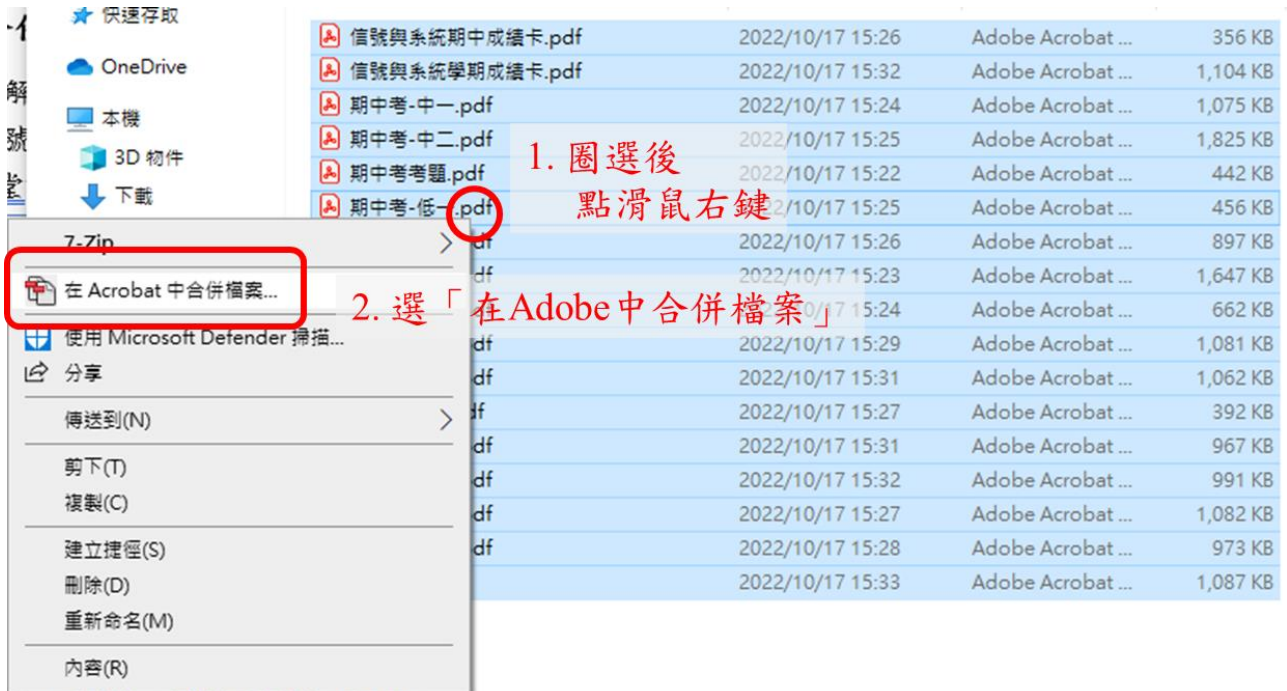 快速存取
OneDrive
本機
3D 物件
下載
信號與系統期中成績卡.pdf 2022/10/17 15:26 Adobe Acrobat ... 356 KB
信號與系統學期成績卡.pdf 2022/10/17 15:32 Adobe Acrobat ... 1,104 KB
期中考-中一.pdf 2022/10/17 15:24 Adobe Acrobat ... 1,075 KB
期中考-中二.pdf 2022/10/17 15:25 Adobe Acrobat ... 1,825 KB
期中考考題.pdf 2022/10/17 15:22 Adobe Acrobat ... 442 KB
期中考-低一.pdf 2022/10/17 15:25 Adobe Acrobat ... 456 KB
df 2022/10/17 15:26 Adobe Acrobat ... 897 KB
df 2022/10/17 15:23 Adobe Acrobat ... 1,647 KB
2022/10/17 15:24 Adobe Acrobat ... 662 KB
df 2022/10/17 15:29 Adobe Acrobat ... 1,081 KB
df 2022/10/17 15:31 Adobe Acrobat ... 1,062 KB
df 2022/10/17 15:27 Adobe Acrobat ... 392 KB
df 2022/10/17 15:31 Adobe Acrobat ... 967 KB
df 2022/10/17 15:32 Adobe Acrobat ... 991 KB
df 2022/10/17 15:27 Adobe Acrobat ... 1,082 KB
df 2022/10/17 15:28 Adobe Acrobat ... 973 KB
2022/10/17 15:33 Adobe Acrobat ... 1,087 KB
1. 圈選後
點滑鼠右鍵
7-Zip
在 Acrobat 中合併檔案...
2. 選「在Adobe中合併檔案」
使用 Microsoft Defender 掃描...
分享
傳送到(N)
剪下(T)
複製(C)
建立捷徑(S)
刪除(D)
重新命名(M)
內容(R)